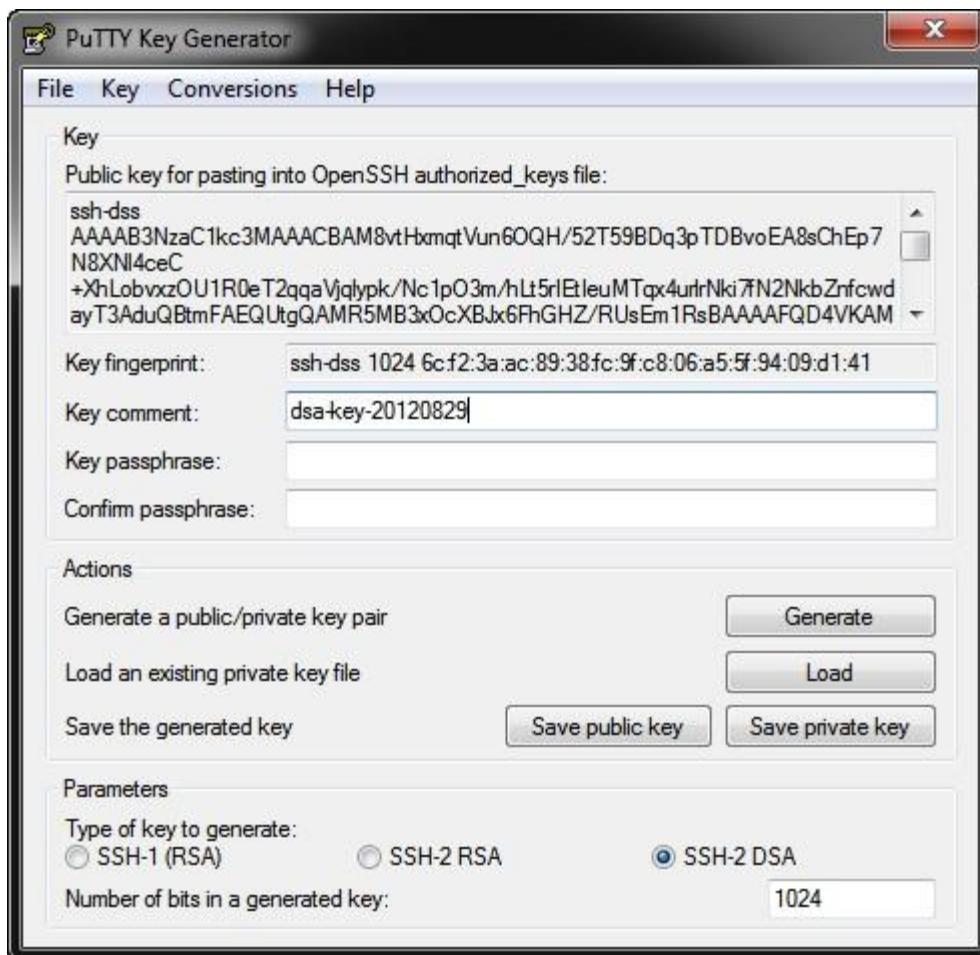 PuTTY Key Generator
File Key Conversions Help
Key
Public key for pasting into OpenSSH authorized_keys file:
ssh-dss
AAAAB3NzaC1kc3MAAACBAM8vtHxmqtVun6OQH/52T59BDq3pTDBvoEA8sChEp7
N8XNI4ceC
+XhLobvxzOU1R0eT2qqaVjqlypk/Nc1pO3m/hLt5rlEtleuMTqx4urlrNki7fN2NkbZnfcwd
ayT3AduQBtmFAEQUtgQAMR5MB3xOcXBJx6FhGHZ/RUsEm1RsBAAAAFQD4VKAM
Key fingerprint: ssh-dss 1024 6c:f2:3a:ac:89:38:fc:9f:c8:06:a5:5f:94:09:d1:41
Key comment: dsa-key-20120829
Key passphrase:
Confirm passphrase:
Actions
Generate a public/private key pair Generate
Load an existing private key file Load
Save the generated key Save public key Save private key
Parameters
Type of key to generate:
SSH-1 (RSA) SSH-2 RSA SSH-2 DSA
Number of bits in a generated key: 1024